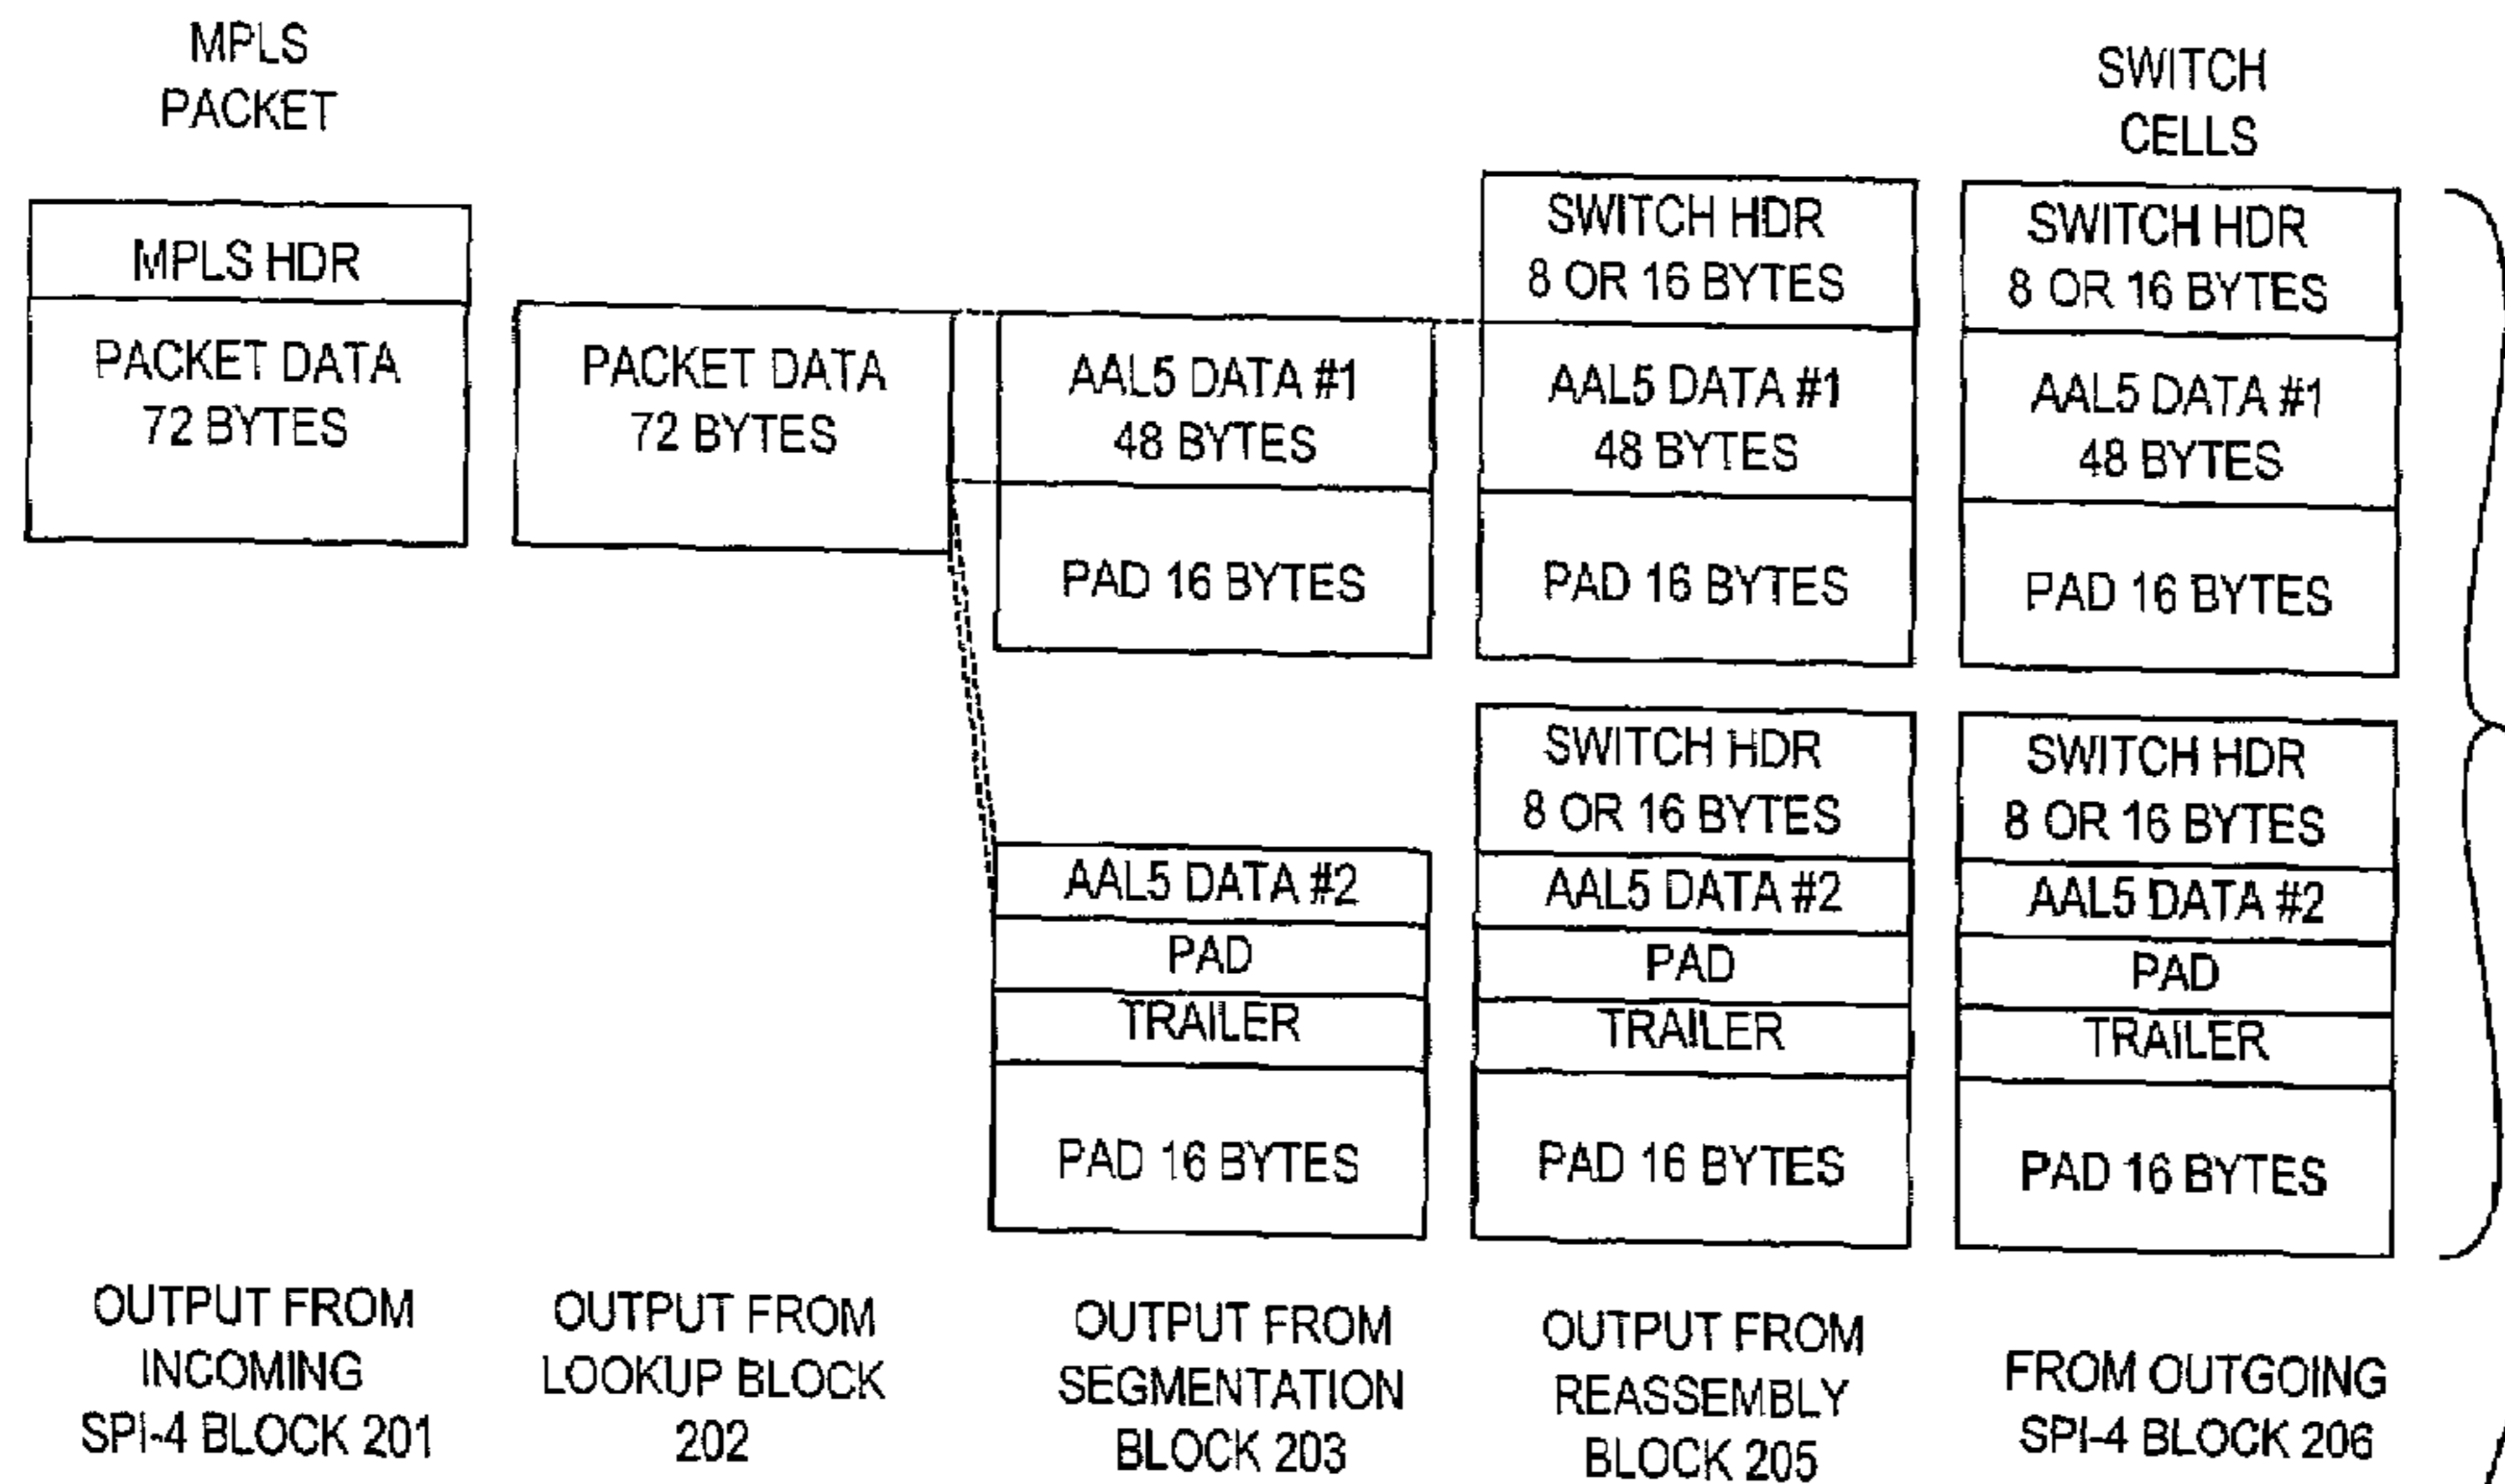 MPLS
PACKET
MPLS HDR
PACKET DATA
72 BYTES
OUTPUT FROM
INCOMING
SPI-4 BLOCK 201
PACKET DATA
72 BYTES
OUTPUT FROM
LOOKUP BLOCK
202
AAL5 DATA #1
48 BYTES
PAD 16 BYTES
AAL5 DATA #2
PAD
TRAILER
PAD 16 BYTES
OUTPUT FROM
SEGMENTATION
BLOCK 203
SWITCH HDR
8 OR 16 BYTES
AAL5 DATA #1
48 BYTES
PAD 16 BYTES
SWITCH HDR
8 OR 16 BYTES
AAL5 DATA #2
PAD
TRAILER
PAD 16 BYTES
OUTPUT FROM
REASSEMBLY
BLOCK 205
SWITCH
CELLS
SWITCH HDR
8 OR 16 BYTES
AAL5 DATA #1
48 BYTES
PAD 16 BYTES
SWITCH HDR
8 OR 16 BYTES
AAL5 DATA #2
PAD
TRAILER
PAD 16 BYTES
FROM OUTGOING
SPI-4 BLOCK 206